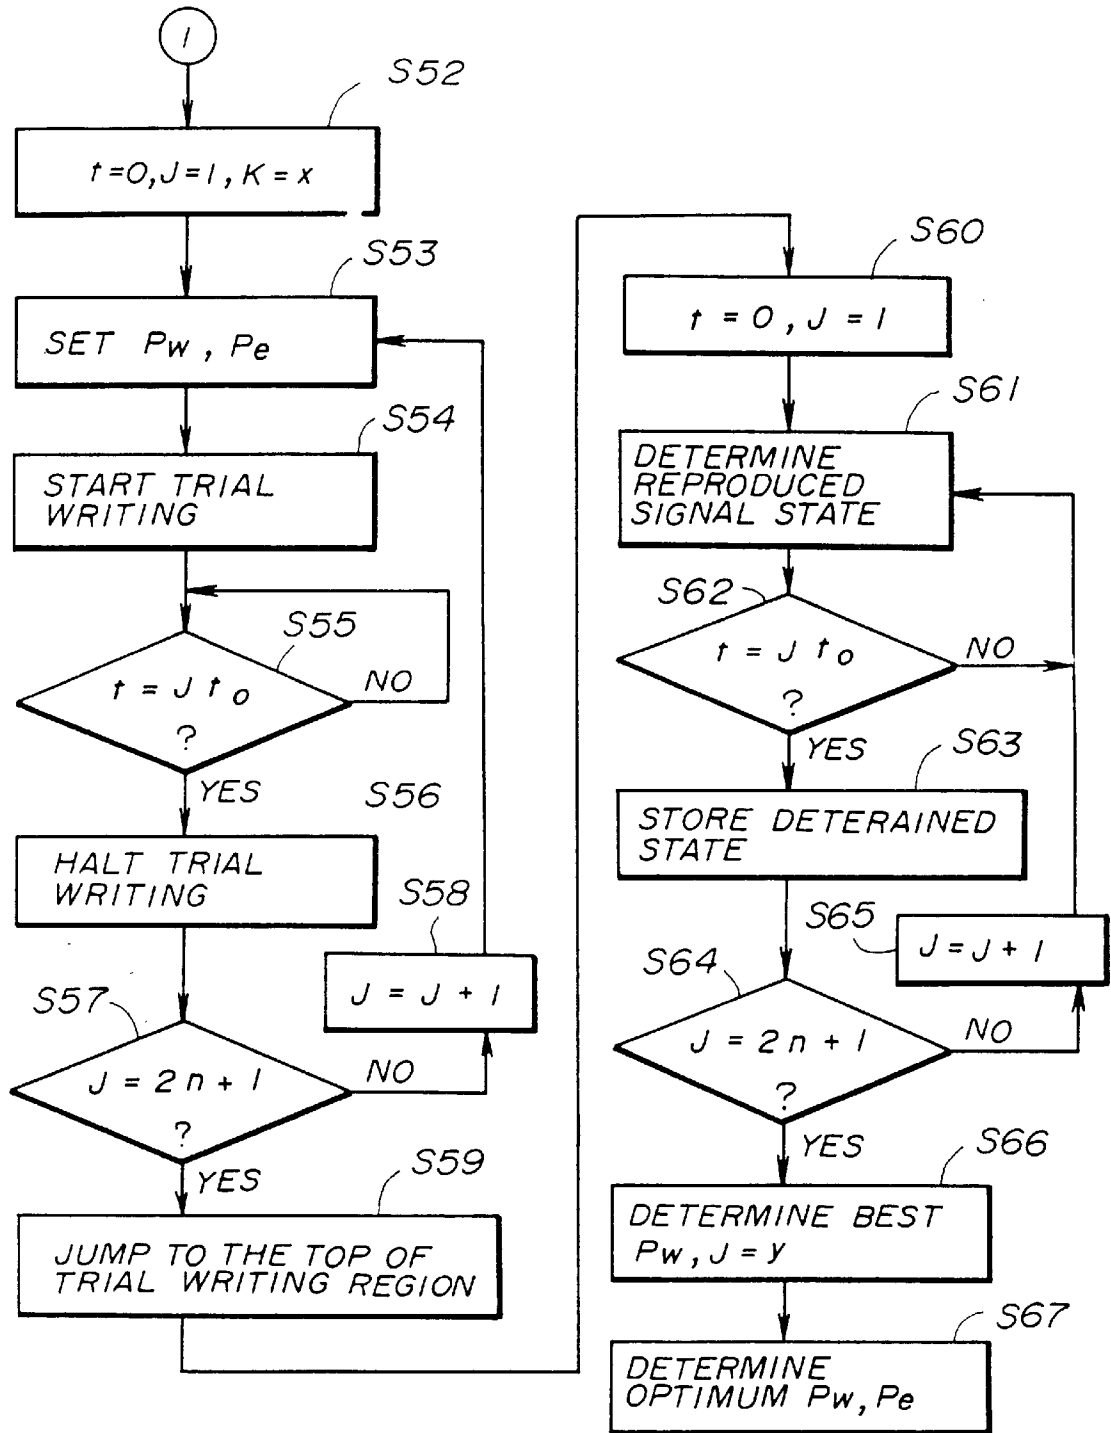 1
S52
t=0, J=1, K=x
S53
SET Pw, Pe
S54
START TRIAL
WRITING
S55
t = J to
?
NO
YES
S56
HALT TRIAL
WRITING
S58
J = J + 1
S57
J = 2n + 1
?
NO
YES
S59
JUMP TO THE TOP OF
TRIAL WRITING REGION
S60
t = 0, J = 1
S61
DETERMINE
REPRODUCED
SIGNAL STATE
S62
t = J to
?
NO
YES
S63
STORE DETERAINED
STATE
S65
J = J + 1
S64
J = 2n + 1
?
NO
YES
S66
DETERMINE BEST
Pw, J = y
S67
DETERMINE
OPTIMUM Pw, Pe